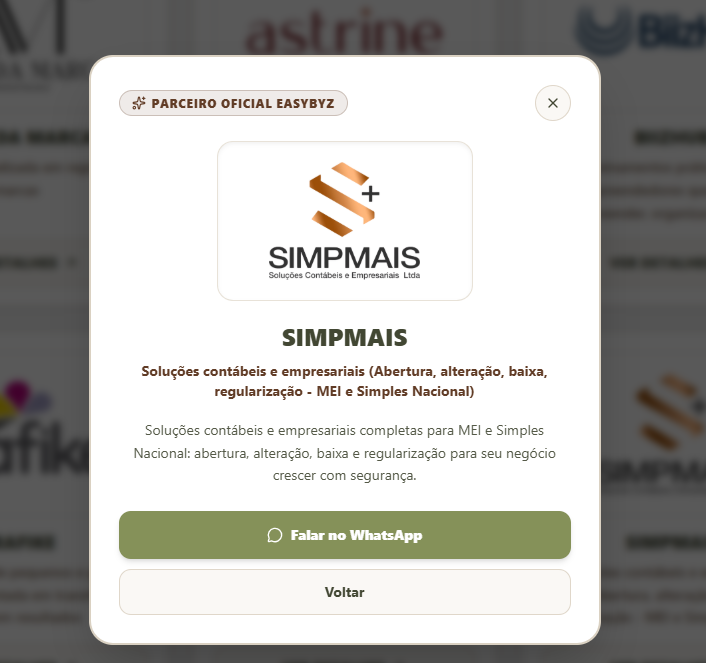 astrine
PARCEIRO OFICIAL EASYBYZ
SIMPMAIS
Soluções Contábeis e Empresariais Ltda
SIMPMAIS
Soluções contábeis e empresariais (Abertura, alteração, baixa,
regularização - MEI e Simples Nacional)
Soluções contábeis e empresariais completas para MEI e Simples
Nacional: abertura, alteração, baixa e regularização para seu negócio
crescer com segurança.
Falar no WhatsApp
Voltar